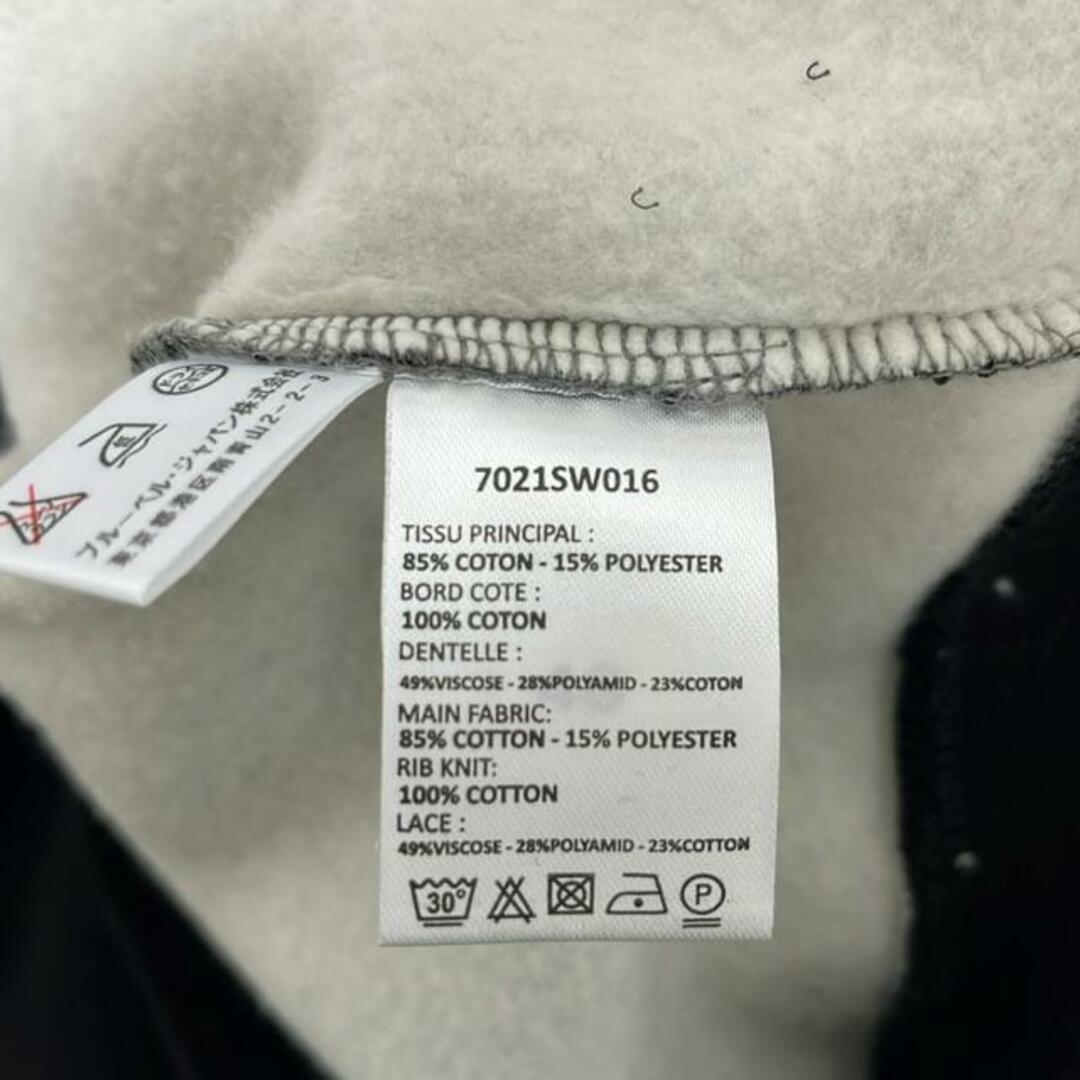 ブルーベル・ジャパン株式会社
東京都港区南青山2-2-3
7021SW016
TISSU PRINCIPAL :
85% COTON - 15% POLYESTER
BORD COTE :
100% COTON
DENTELLE :
49%VISCOSE - 28%POLYAMID - 23%COTON
MAIN FABRIC:
85% COTTON - 15% POLYESTER
RIB KNIT:
100% COTTON
LACE :
49%VISCOSE - 28%POLYAMID - 23%COTTON
30°
P